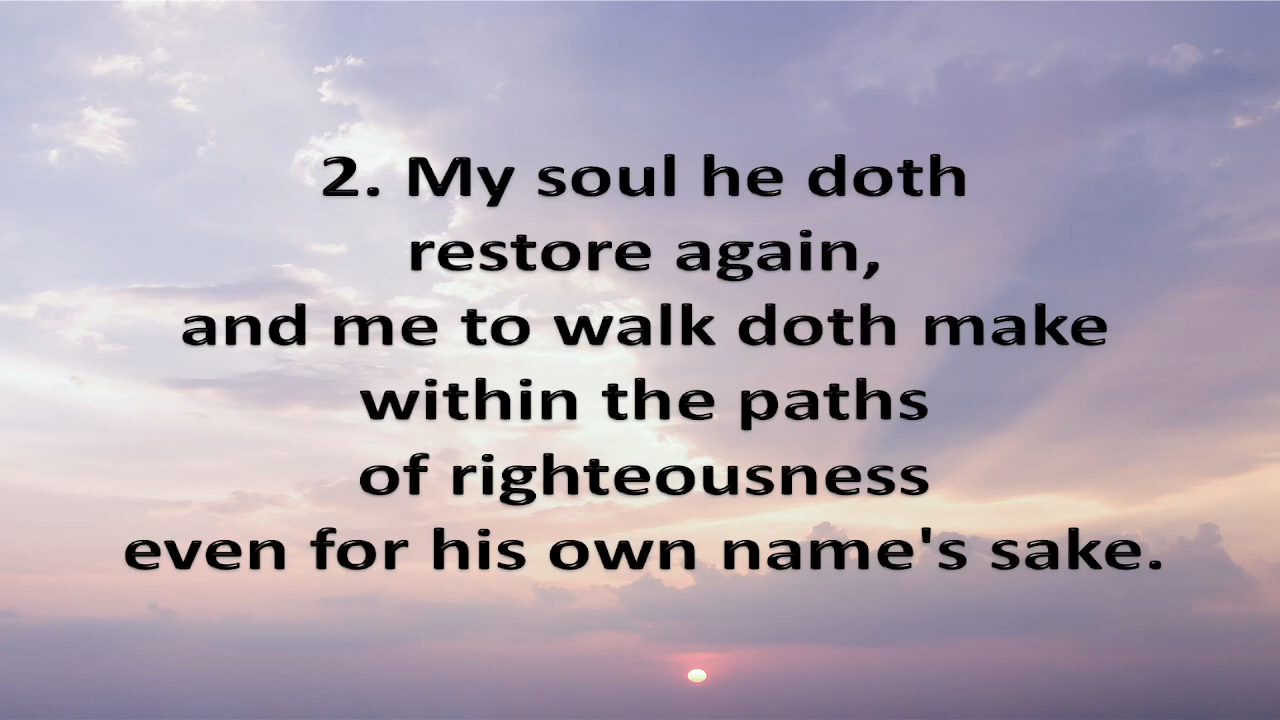 2. My soul he doth
restore again,
and me to walk doth make
within the paths
of righteousness
even for his own name's sake.